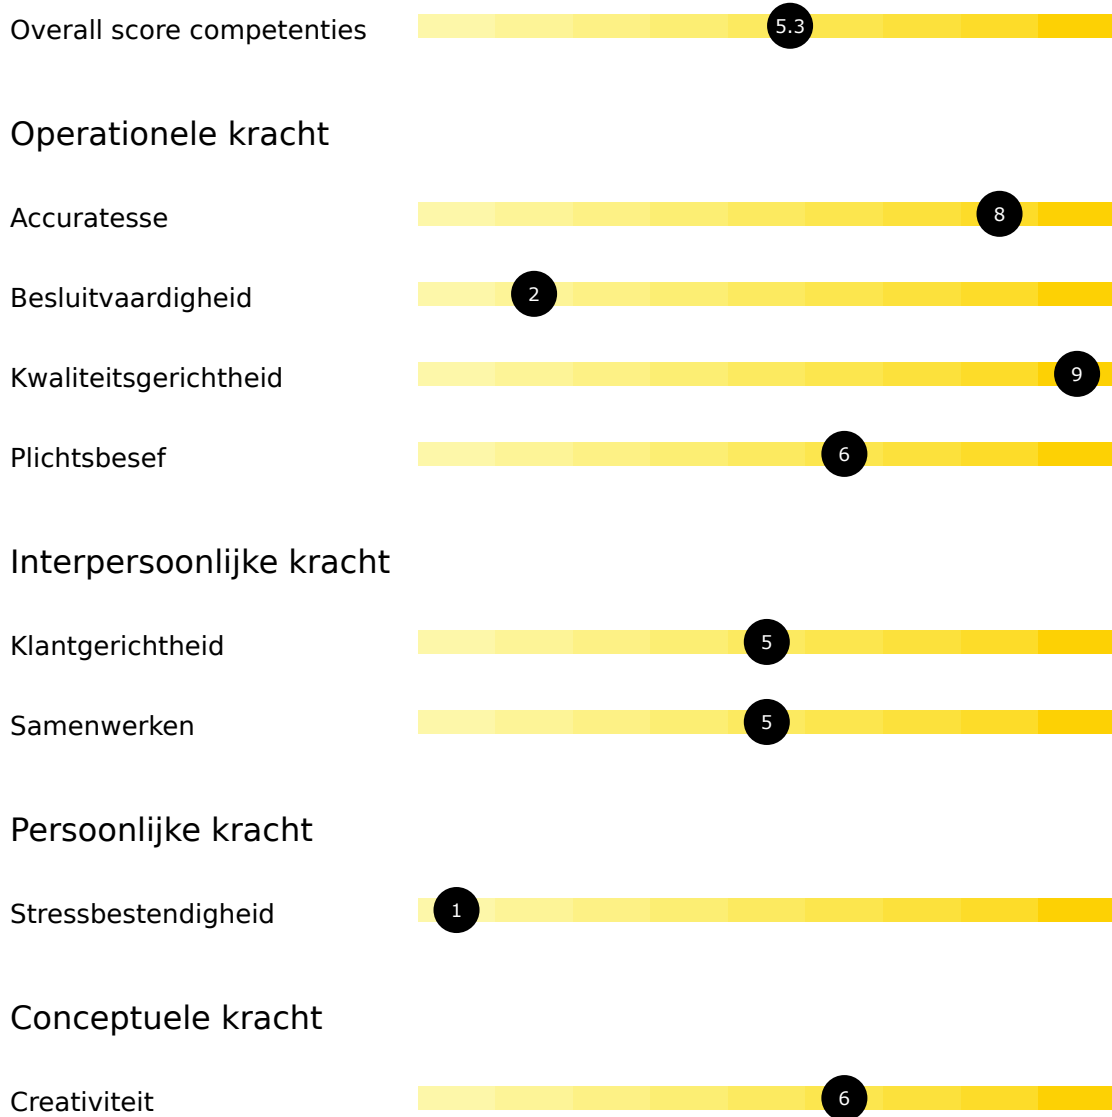 Overall score competenties 5.3
Operationele kracht
Accuratesse 8
Besluitvaardigheid 2
Kwaliteitsgerichtheid 9
Plichtsbesef 6
Interpersoonlijke kracht
Klantgerichtheid 5
Samenwerken 5
Persoonlijke kracht
Stressbestendigheid 1
Conceptuele kracht
Creativiteit 6